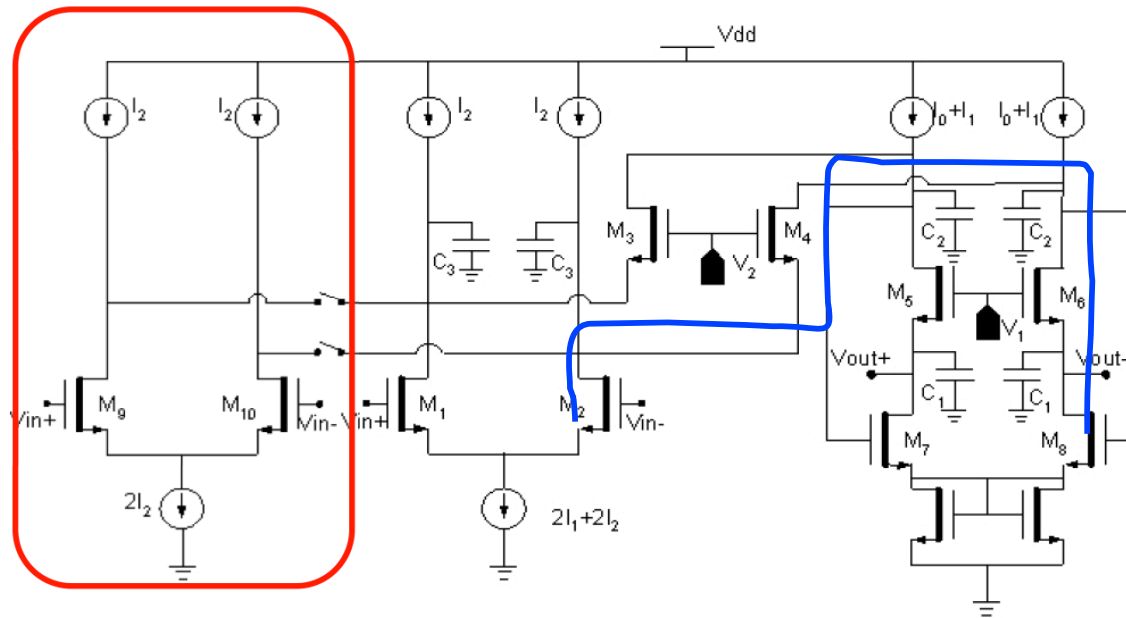 Vdd
I₂ I₂ I₂ I₂ I₀+I₁ I₀+I₁
M₃ M₄ C₂ C₂
C₃ C₃ V₂
M₅ M₆
V₁
Vout+ Vout-
C₁ C₁
Vin+ M₉ M₁₀ Vin- Vin+ M₁ M₂ Vin-
M₇ M₈
2I₂ 2I₁+2I₂